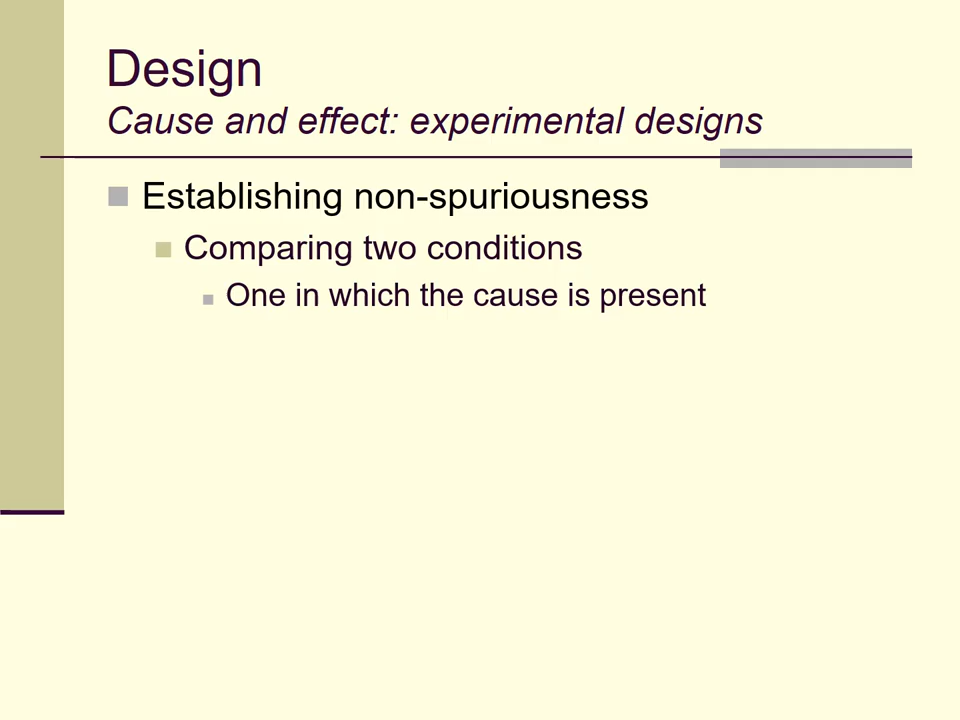 Design
Cause and effect: experimental designs
Establishing non-spuriousness
Comparing two conditions
One in which the cause is present